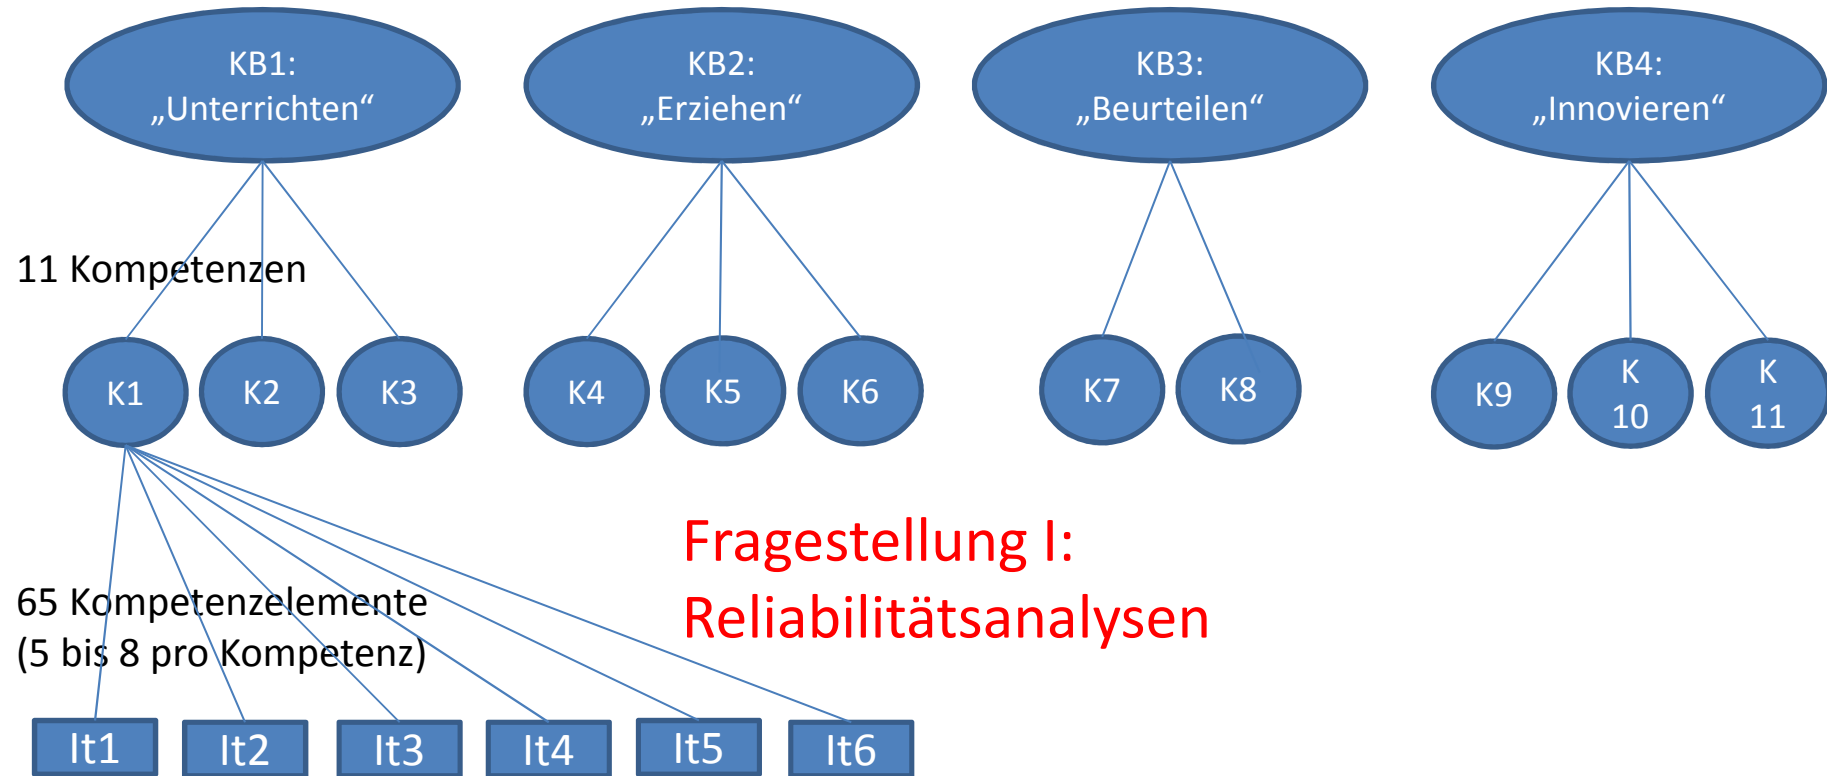 KB1:
„Unterrichten“
KB2:
„Erziehen“
KB3:
„Beurteilen“
KB4:
„Innovieren“
11 Kompetenzen
K1
K2
K3
K4
K5
K6
K7
K8
K9
K
10
K
11
Fragestellung I:
Reliabilitätsanalysen
65 Kompetenzelemente
(5 bis 8 pro Kompetenz)
It1
It2
It3
It4
It5
It6